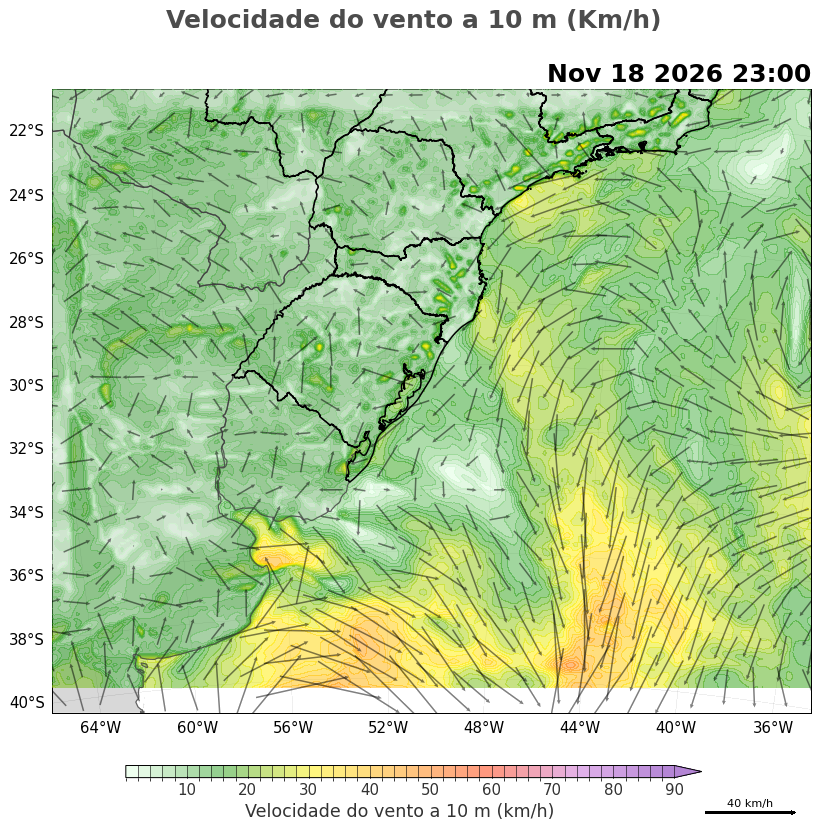 Velocidade do vento a 10 m (Km/h)
Nov 18 2026 23:00
22°S
24°S
26°S
28°S
30°S
32°S
34°S
36°S
38°S
40°S
64°W 60°W 56°W 52°W 48°W 44°W 40°W 36°W
10 20 30 40 50 60 70 80 90
Velocidade do vento a 10 m (km/h)
40 km/h